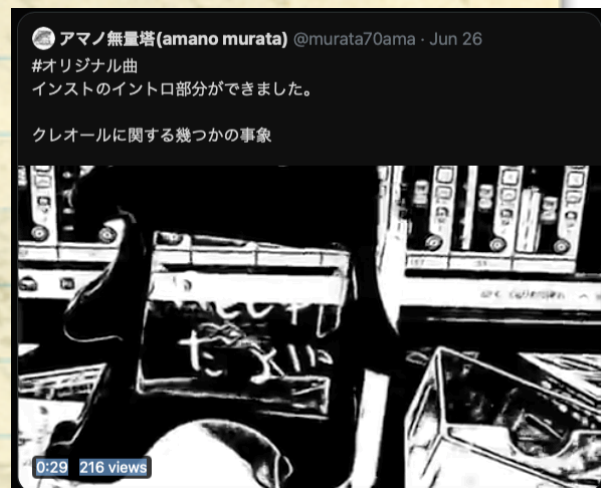 アマノ無量塔(amano murata) @murata70ama · Jun 26
#オリジナル曲
インストのイントロ部分ができました。
クレオールに関する幾つかの事象
0:29 216 views